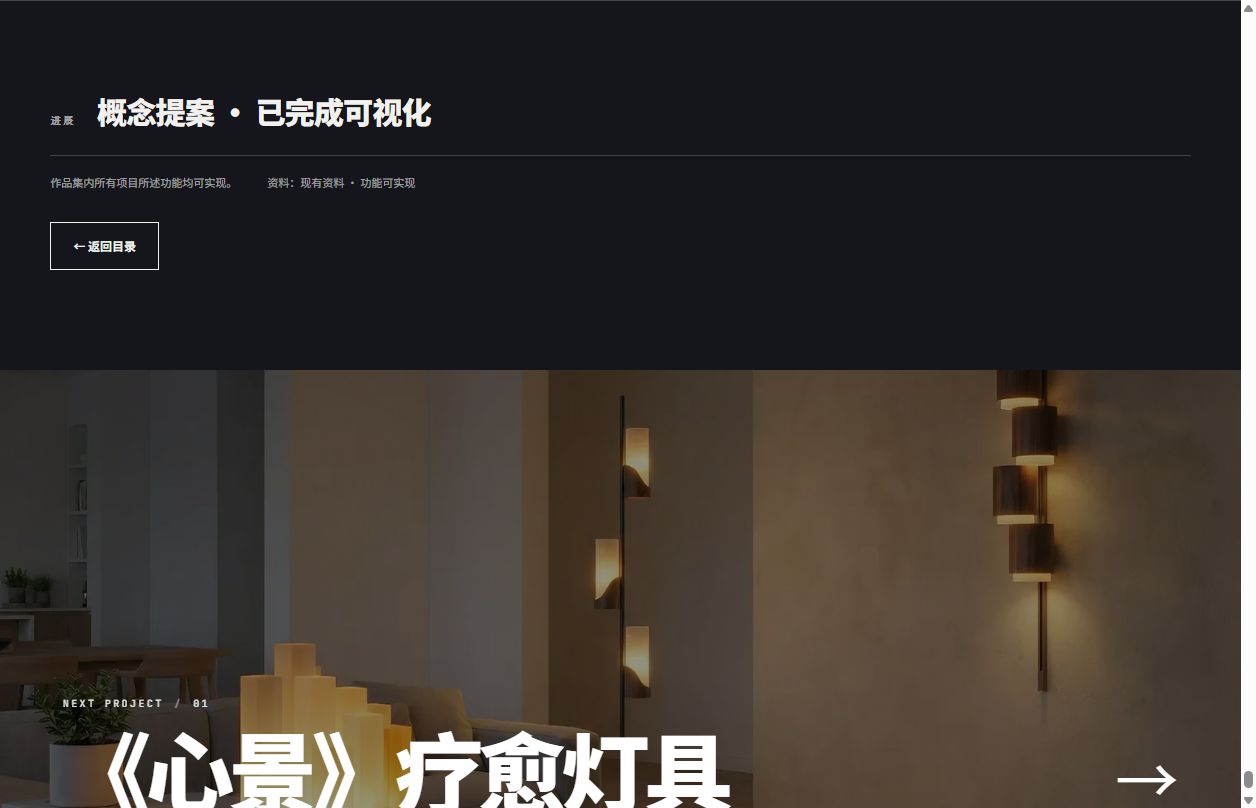 进展 概念提案 · 已完成可视化
作品集内所有项目所述功能均可实现。 资料：现有资料 · 功能可实现
← 返回目录
NEXT PROJECT / 01
《心景》疗愈灯具
→